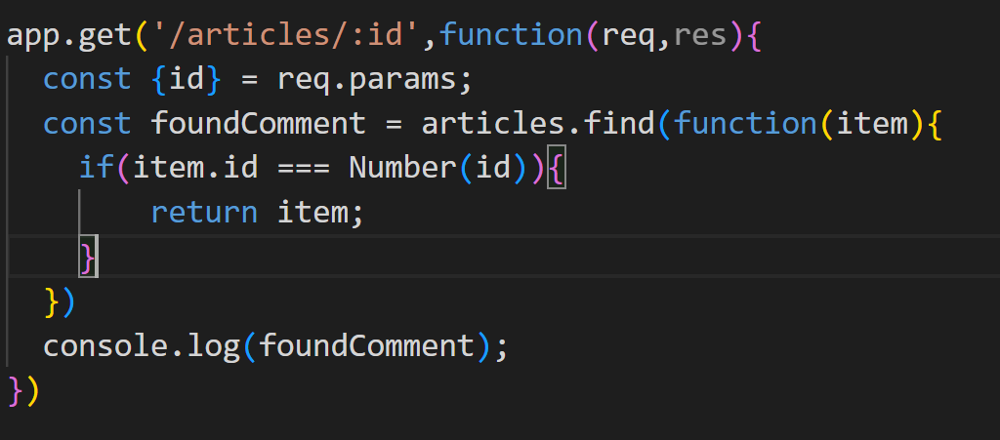 app.get('/articles/:id',function(req,res){
  const {id} = req.params;
  const foundComment = articles.find(function(item){
    if(item.id === Number(id)){
        return item;
    }
  })
  console.log(foundComment);
})